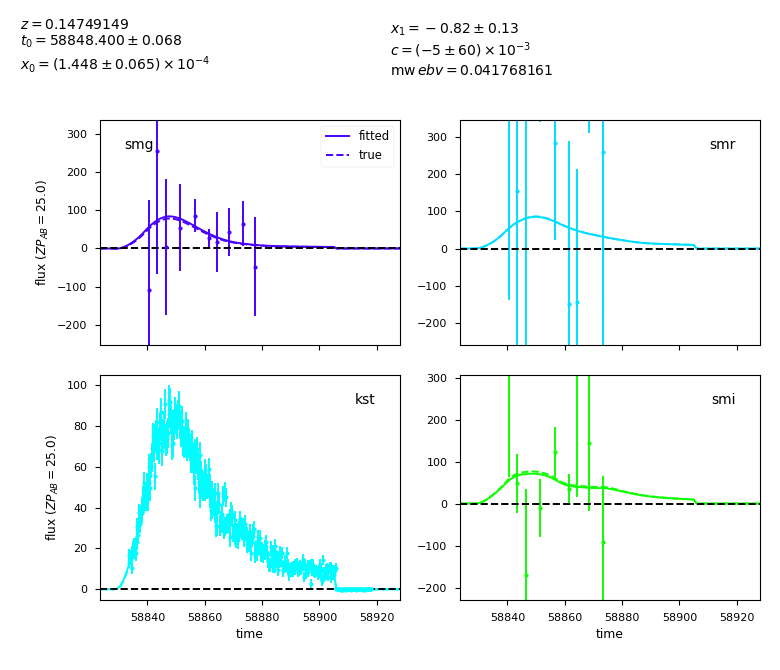 z = 0.14749149
t₀ = 58848.400 ± 0.068
x₀ = (1.448 ± 0.065) × 10⁻⁴
x₁ = −0.82 ± 0.13
c = (−5 ± 60) × 10⁻³
mw ebv = 0.041768161
smg
fitted
true
flux (ZP_AB = 25.0)
300
200
100
0
−100
−200
smr
300
200
100
0
−100
−200
kst
flux (ZP_AB = 25.0)
100
80
60
40
20
0
58840 58860 58880 58900 58920
time
smi
300
200
100
0
−100
−200
58840 58860 58880 58900 58920
time